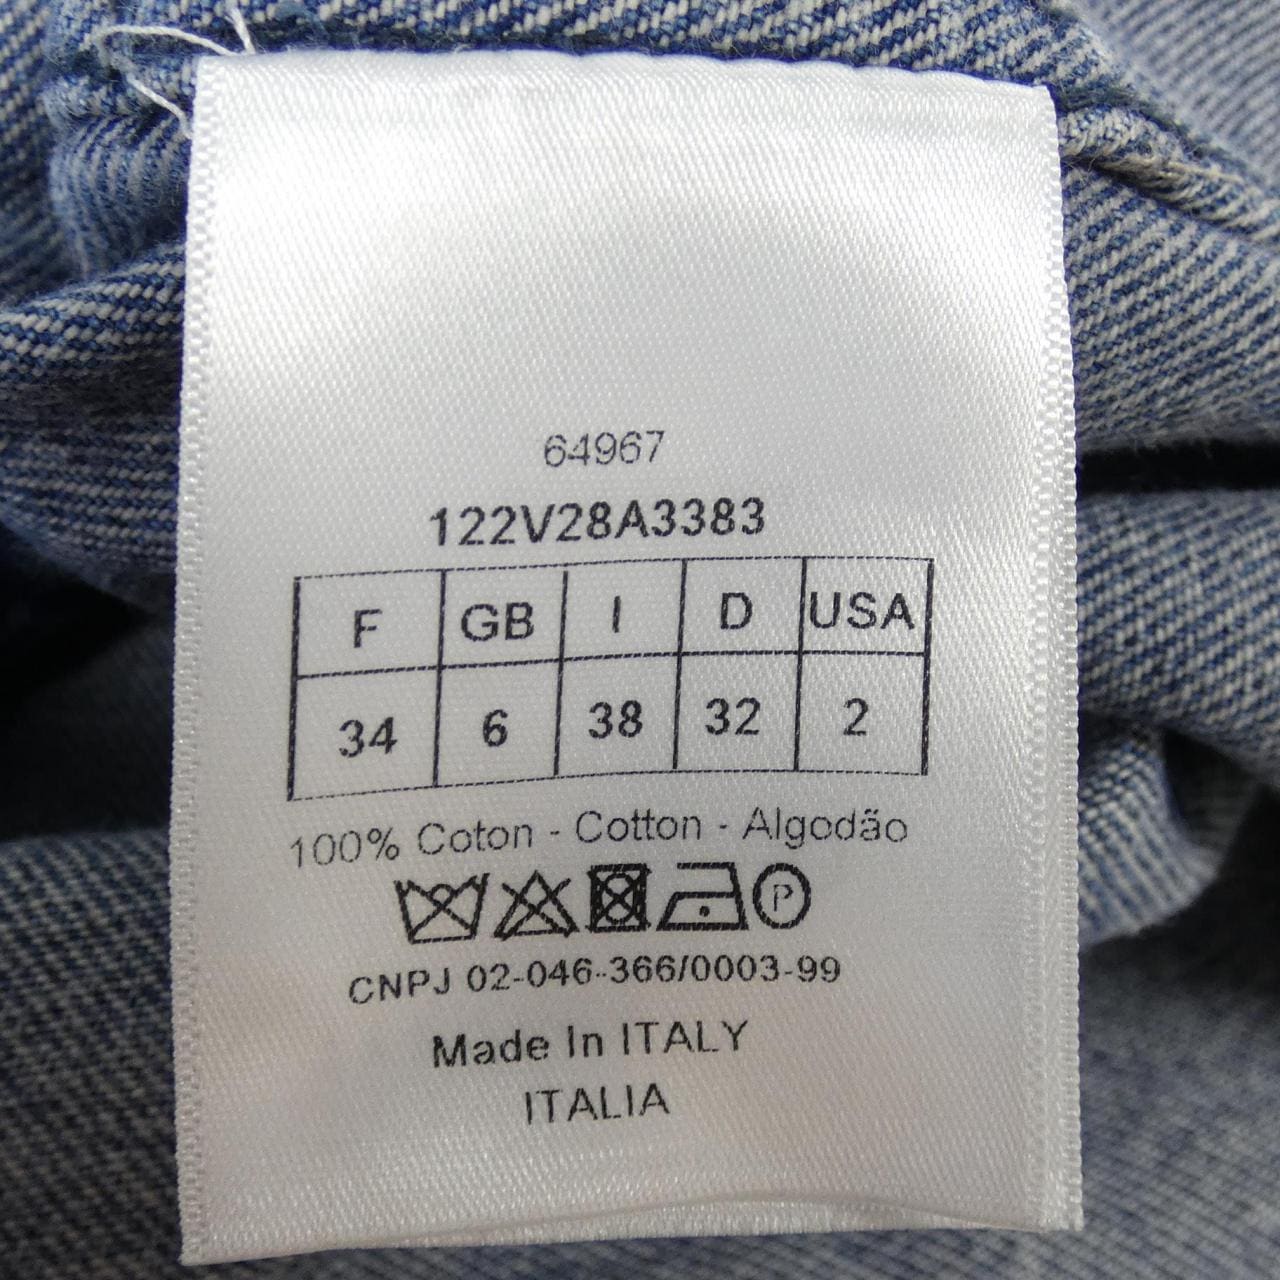 64967
122V28A3383
F GB I D USA
34 6 38 32 2
100% Coton - Cotton - Algodão
P
CNPJ 02-046-366/0003-99
Made In ITALY
ITALIA